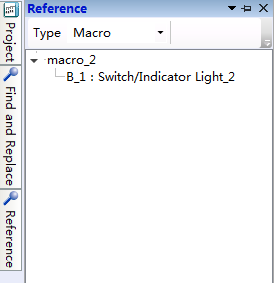 Reference
Type Macro
macro_2
B_1 : Switch/Indicator Light_2
Project
Find and Replace
Reference